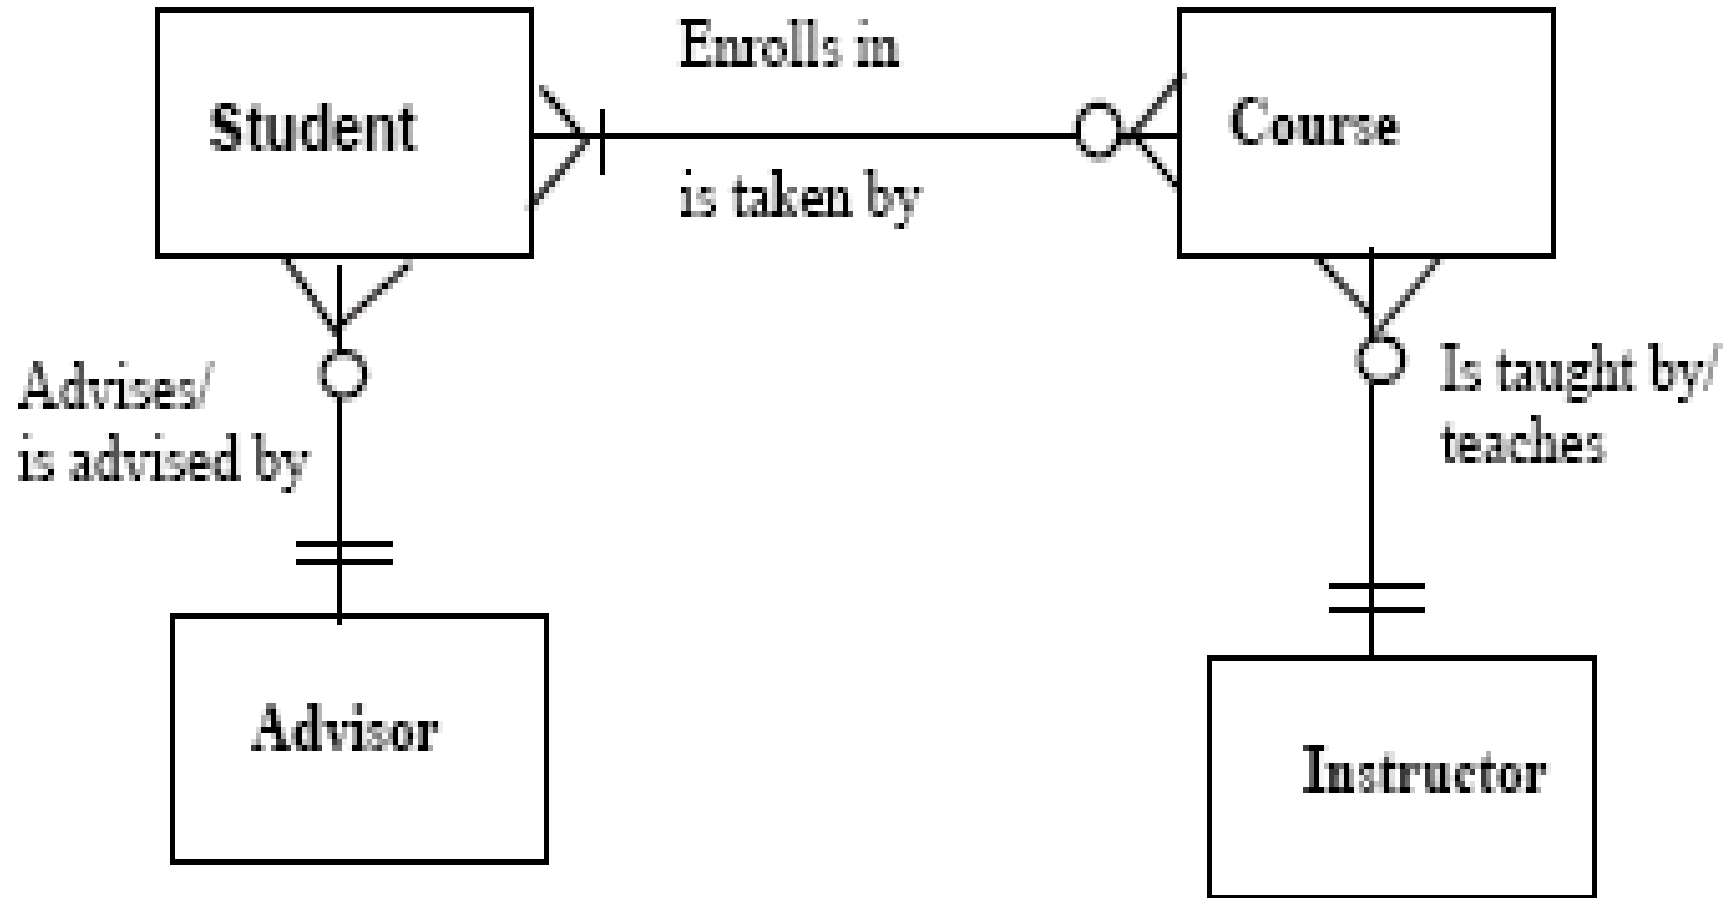 Enrolls in
Student
Course
is taken by
Advises/
is advised by
Is taught by/
teaches
Advisor
Instructor